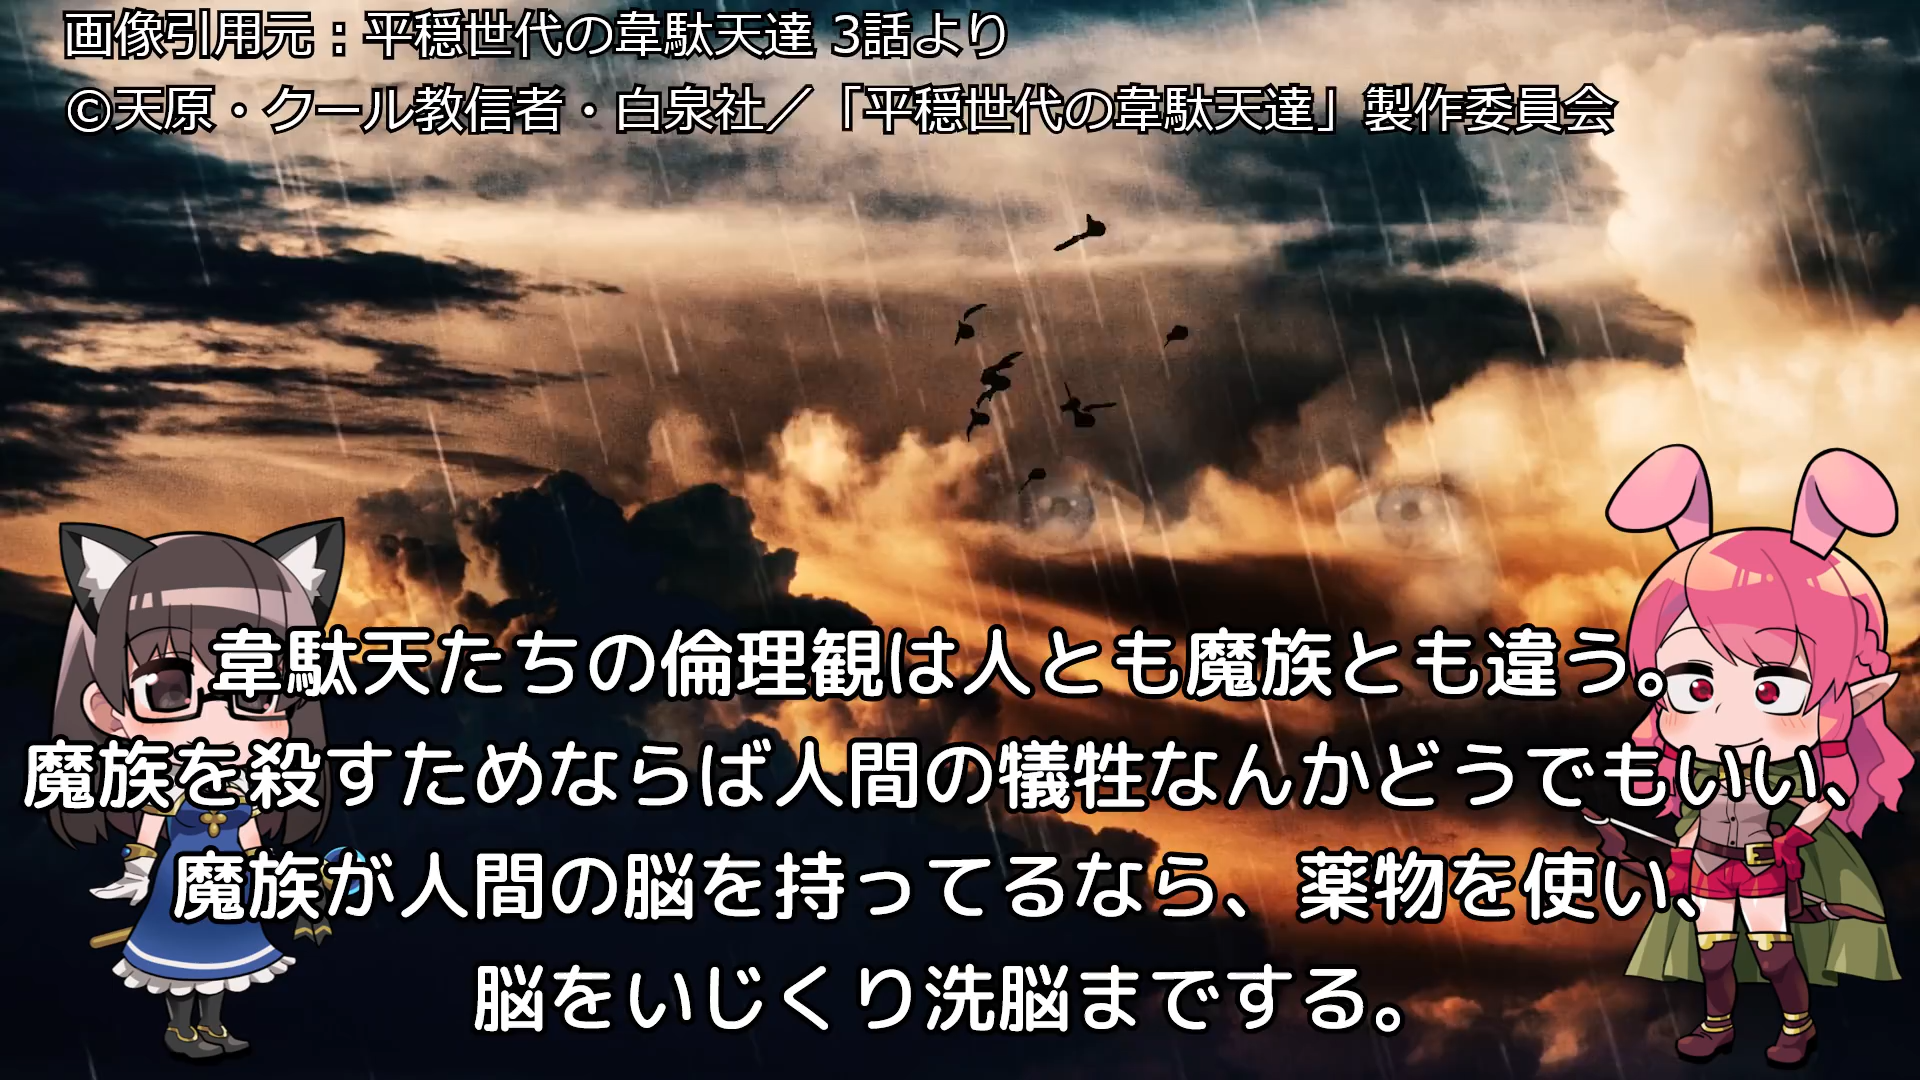 画像引用元：平穏世代の韋駄天達 3話より
©天原・クール教信者・白泉社／「平穏世代の韋駄天達」製作委員会
韋駄天たちの倫理観は人とも魔族とも違う。
魔族を殺すためならば人間の犠牲なんかどうでもいい、
魔族が人間の脳を持ってるなら、薬物を使い、
脳をいじくり洗脳までする。